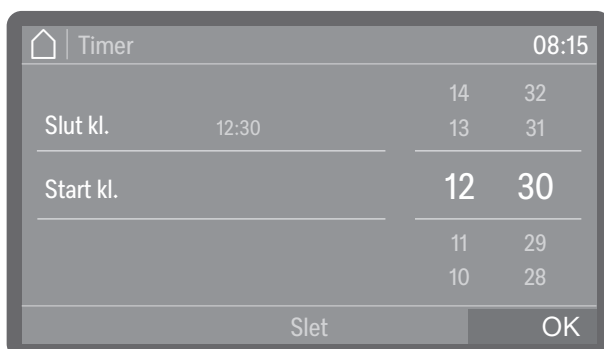 Timer 08:15
14 32
Slut kl. 12:30 13 31
Start kl. 12 30
11 29
10 28
Slet OK